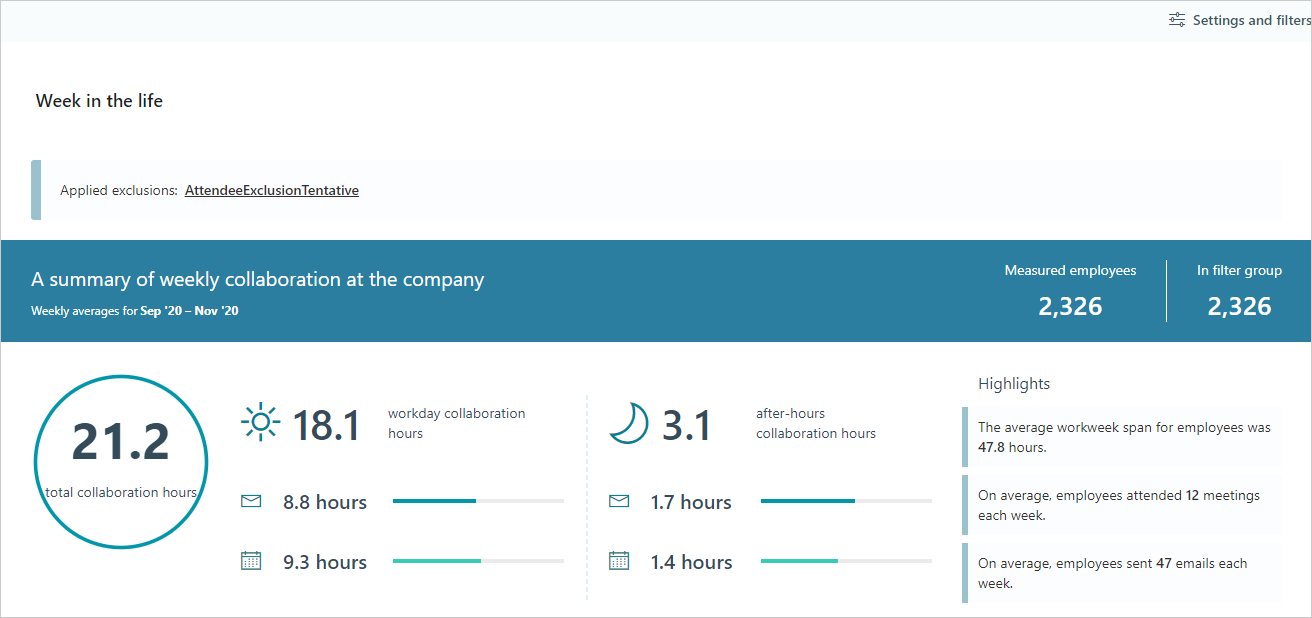 Settings and filters
Week in the life
Applied exclusions: AttendeeExclusionTentative
A summary of weekly collaboration at the company
Weekly averages for Sep '20 – Nov '20
Measured employees
2,326
In filter group
2,326
21.2
total collaboration hours
18.1
workday collaboration
hours
8.8 hours
9.3 hours
3.1
after-hours
collaboration hours
1.7 hours
1.4 hours
Highlights
The average workweek span for employees was
47.8 hours.
On average, employees attended 12 meetings
each week.
On average, employees sent 47 emails each
week.